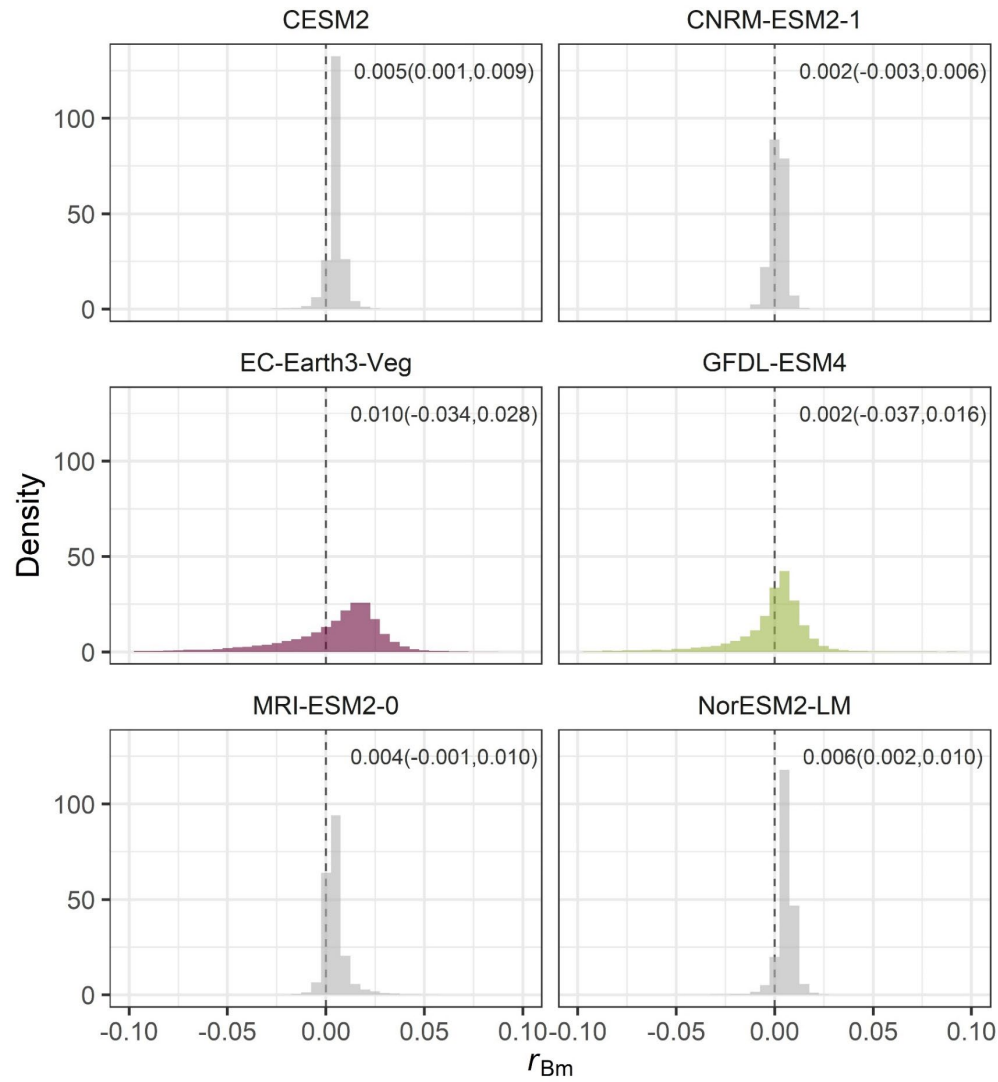 CESM2
CNRM-ESM2-1
0.005(0.001,0.009)
0.002(-0.003,0.006)
100
50
0
EC-Earth3-Veg
GFDL-ESM4
0.010(-0.034,0.028)
0.002(-0.037,0.016)
100
50
0
Density
MRI-ESM2-0
NorESM2-LM
0.004(-0.001,0.010)
0.006(0.002,0.010)
100
50
0
-0.10 -0.05 0.00 0.05 0.10 -0.10 -0.05 0.00 0.05 0.10
rBm